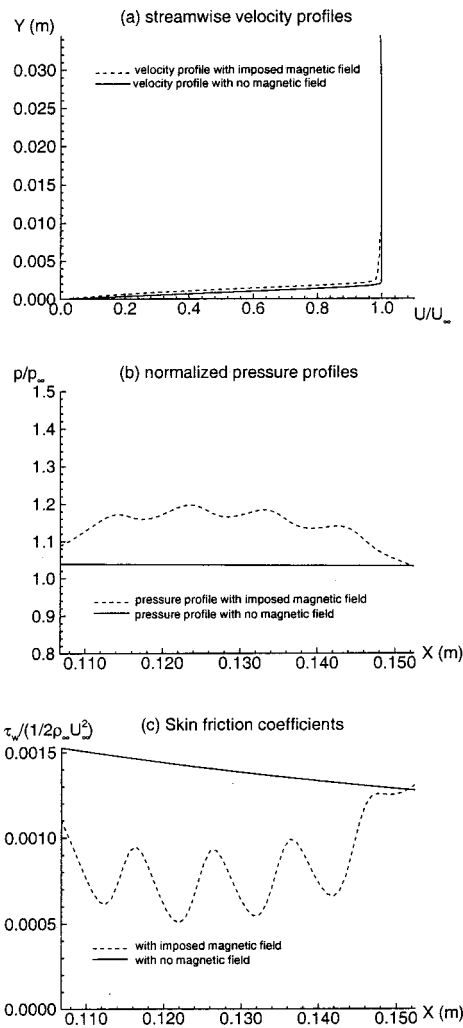 (a) streamwise velocity profiles
Y (m)
0.030
0.025
0.020
0.015
0.010
0.005
0.000
velocity profile with imposed magnetic field
velocity profile with no magnetic field
0.0 0.2 0.4 0.6 0.8 1.0
U/U∞
p/p∞
(b) normalized pressure profiles
1.5
1.4
1.3
1.2
1.1
1.0
0.9
0.8
pressure profile with imposed magnetic field
pressure profile with no magnetic field
0.110 0.120 0.130 0.140 0.150 X (m)
τw/(1/2ρ∞U∞²)
(c) Skin friction coefficients
0.0015
0.0010
0.0005
0.0000
with imposed magnetic field
with no magnetic field
0.110 0.120 0.130 0.140 0.150 X (m)